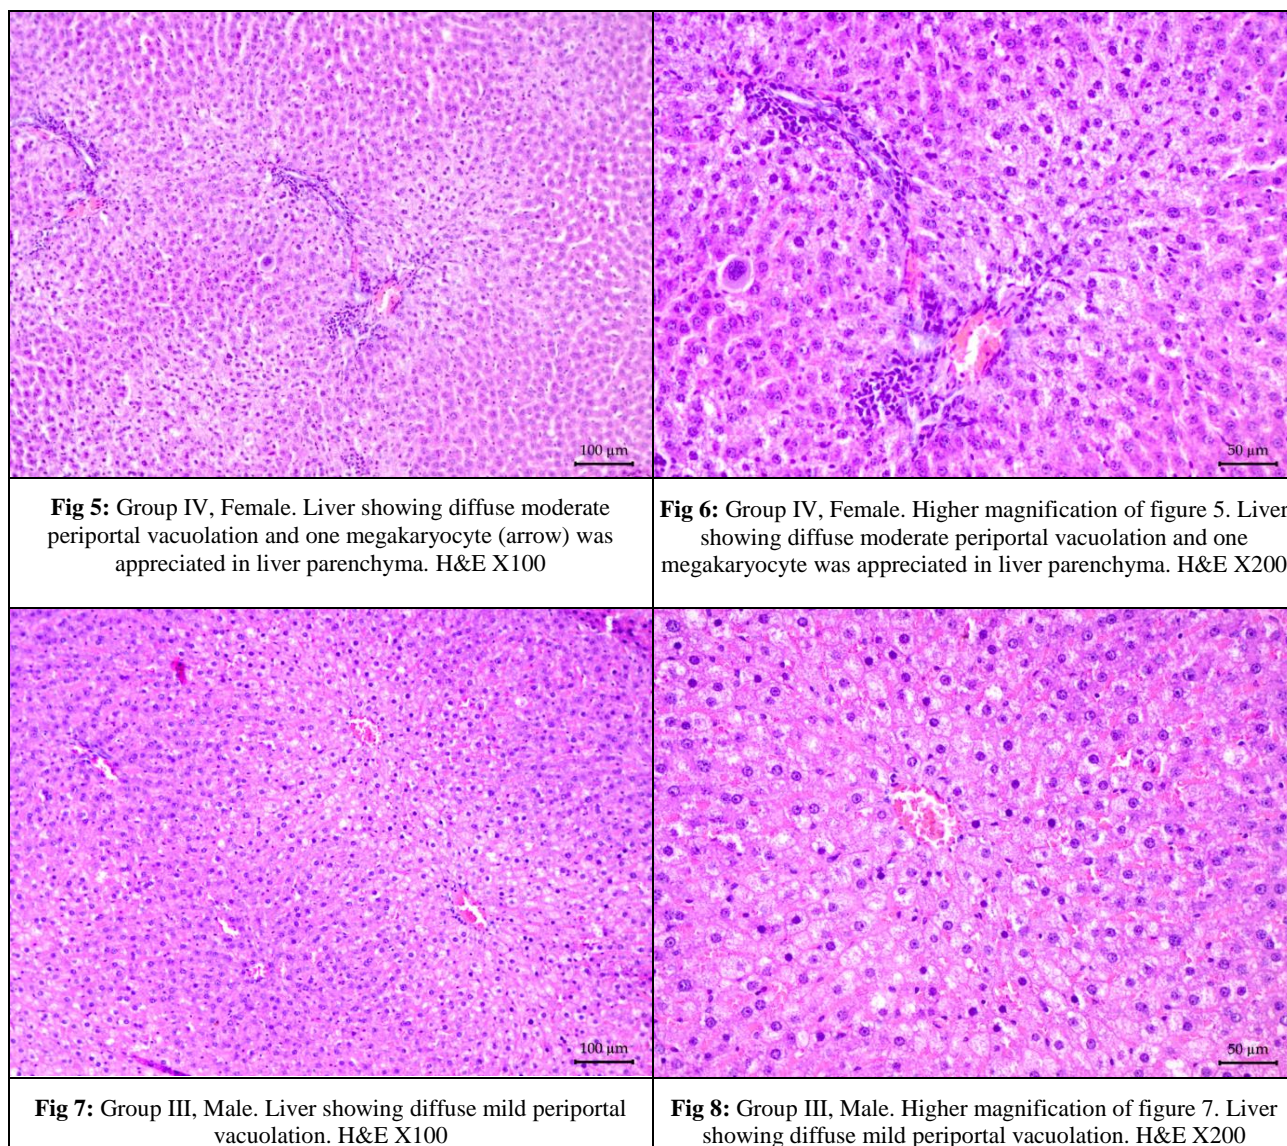 100 µm
50 µm
Fig 5: Group IV, Female. Liver showing diffuse moderate
periportal vacuolation and one megakaryocyte (arrow) was
appreciated in liver parenchyma. H&E X100
Fig 6: Group IV, Female. Higher magnification of figure 5. Liver
showing diffuse moderate periportal vacuolation and one
megakaryocyte was appreciated in liver parenchyma. H&E X200
100 µm
50 µm
Fig 7: Group III, Male. Liver showing diffuse mild periportal
vacuolation. H&E X100
Fig 8: Group III, Male. Higher magnification of figure 7. Liver
showing diffuse mild periportal vacuolation. H&E X200